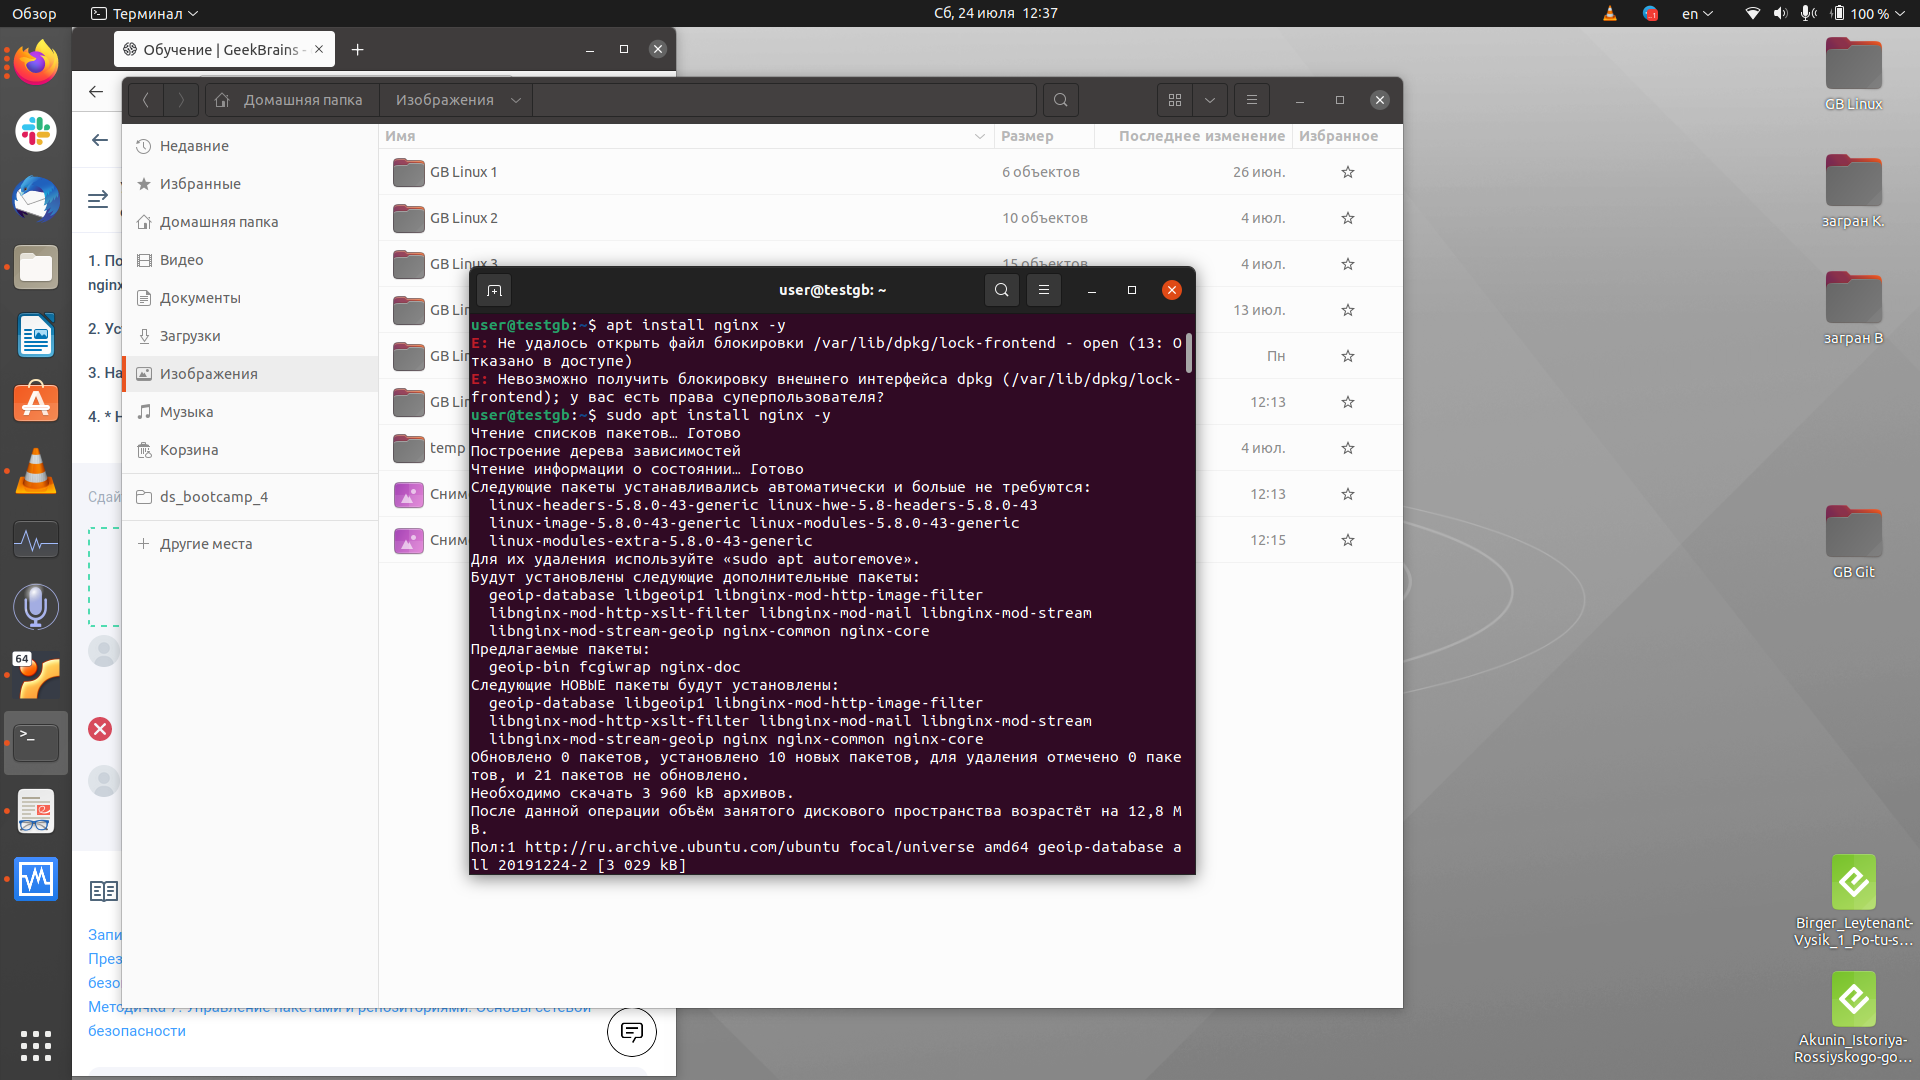 Обзор
Терминал
Сб, 24 июля 12:37
en
100 %
Обучение | GeekBrains -
Домашняя папка
Изображения
Имя
Размер
Последнее изменение
Избранное
Недавние
Избранные
Домашняя папка
Видео
Документы
Загрузки
Изображения
Музыка
Корзина
ds_bootcamp_4
Другие места
GB Linux 1
6 объектов
26 июн.
GB Linux 2
10 объектов
4 июл.
GB Linux 3
15 объектов
4 июл.
GB Lin
13 июл.
GB Lin
Пн
GB Lin
12:13
temp
4 июл.
Сним
12:13
Сним
12:15
1. По
nginx
2. Ус
3. На
4. * Н
Сдай
64
Запи
През
безо
Методичка 7. Управление пакетами и репозиториями. Основы сетевой
безопасности
user@testgb: ~
user@testgb:~$ apt install nginx -y
E: Не удалось открыть файл блокировки /var/lib/dpkg/lock-frontend - open (13: О
тказано в доступе)
E: Невозможно получить блокировку внешнего интерфейса dpkg (/var/lib/dpkg/lock-
frontend); у вас есть права суперпользователя?
user@testgb:~$ sudo apt install nginx -y
Чтение списков пакетов… Готово
Построение дерева зависимостей
Чтение информации о состоянии… Готово
Следующие пакеты устанавливались автоматически и больше не требуются:
linux-headers-5.8.0-43-generic linux-hwe-5.8-headers-5.8.0-43
linux-image-5.8.0-43-generic linux-modules-5.8.0-43-generic
linux-modules-extra-5.8.0-43-generic
Для их удаления используйте «sudo apt autoremove».
Будут установлены следующие дополнительные пакеты:
geoip-database libgeoip1 libnginx-mod-http-image-filter
libnginx-mod-http-xslt-filter libnginx-mod-mail libnginx-mod-stream
libnginx-mod-stream-geoip nginx-common nginx-core
Предлагаемые пакеты:
geoip-bin fcgiwrap nginx-doc
Следующие НОВЫЕ пакеты будут установлены:
geoip-database libgeoip1 libnginx-mod-http-image-filter
libnginx-mod-http-xslt-filter libnginx-mod-mail libnginx-mod-stream
libnginx-mod-stream-geoip nginx nginx-common nginx-core
Обновлено 0 пакетов, установлено 10 новых пакетов, для удаления отмечено 0 паке
тов, и 21 пакетов не обновлено.
Необходимо скачать 3 960 kB архивов.
После данной операции объём занятого дискового пространства возрастёт на 12,8 M
B.
Пол:1 http://ru.archive.ubuntu.com/ubuntu focal/universe amd64 geoip-database a
ll 20191224-2 [3 029 kB]
GB Linux
загран К.
загран В
GB Git
Birger_Leytenant-
Vysik_1_Po-tu-s...
Akunin_Istoriya-
Rossiyskogo-go...